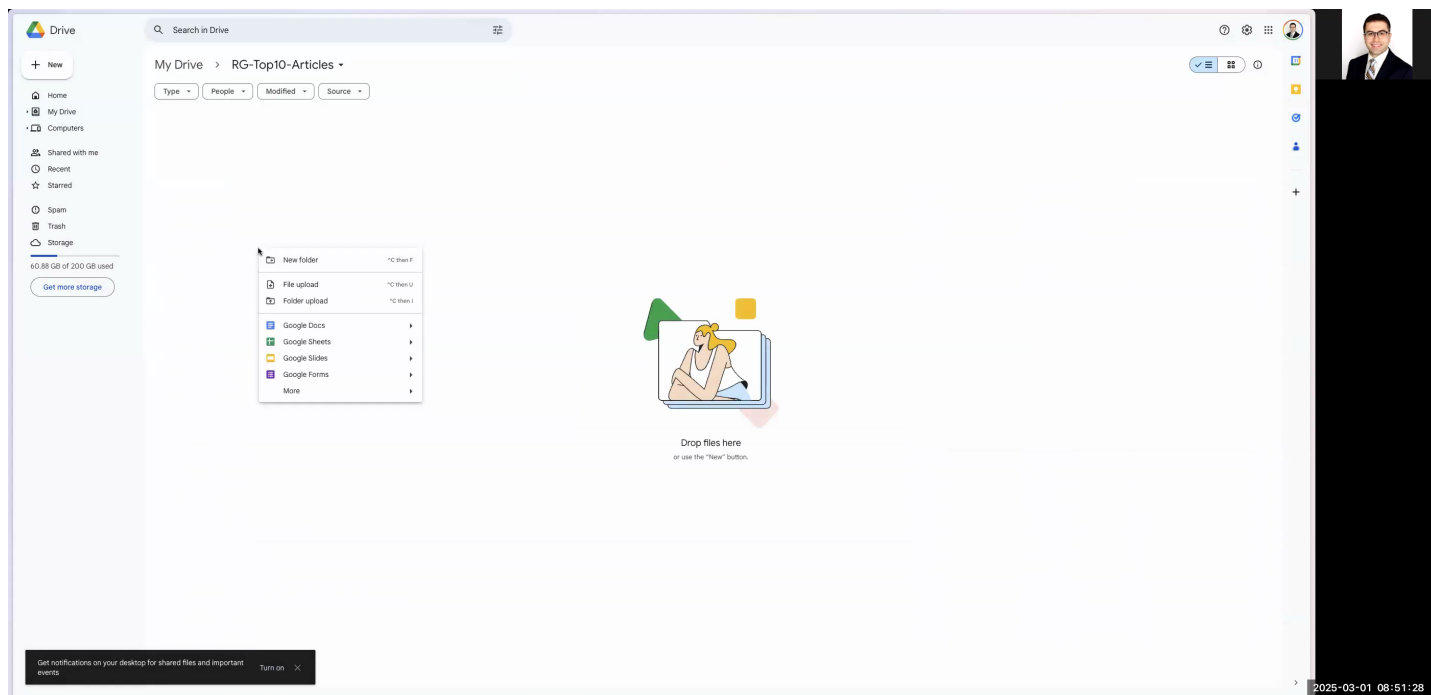 Drive
Search in Drive
New
My Drive > RG-Top10-Articles
Type People Modified Source
Home
My Drive
Computers
Shared with me
Recent
Starred
Spam
Trash
Storage
60.88 GB of 200 GB used
Get more storage
New folder ^C then F
File upload ^C then U
Folder upload ^C then I
Google Docs
Google Sheets
Google Slides
Google Forms
More
Drop files here
or use the "New" button.
Get notifications on your desktop for shared files and important
events
Turn on
2025-03-01 08:51:28